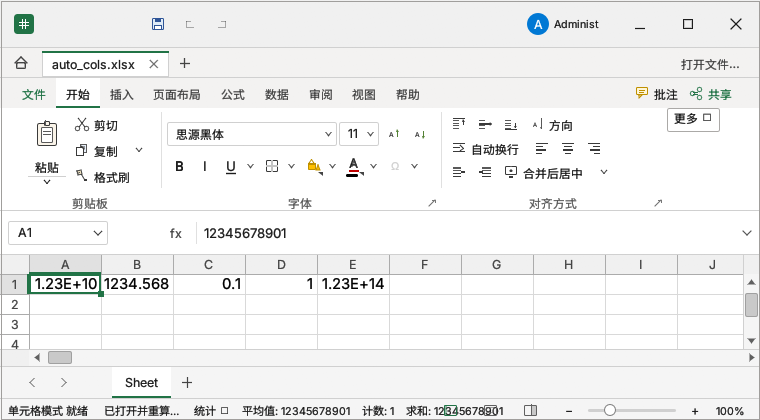 A Administ
auto_cols.xlsx 打开文件...
文件 开始 插入 页面布局 公式 数据 审阅 视图 帮助 批注 共享
更多
粘贴 剪切 复制 格式刷
思源黑体 11 A A A 方向
B I U A Ω 自动换行
合并后居中
剪贴板 字体 对齐方式
A1 fx 12345678901
A B C D E F G H I J
1 1.23E+10 1234.568 0.1 1 1.23E+14
2
3
4
Sheet
单元格模式 就绪 已打开并重算... 统计 平均值: 12345678901 计数: 1 求和: 12345678901 100%